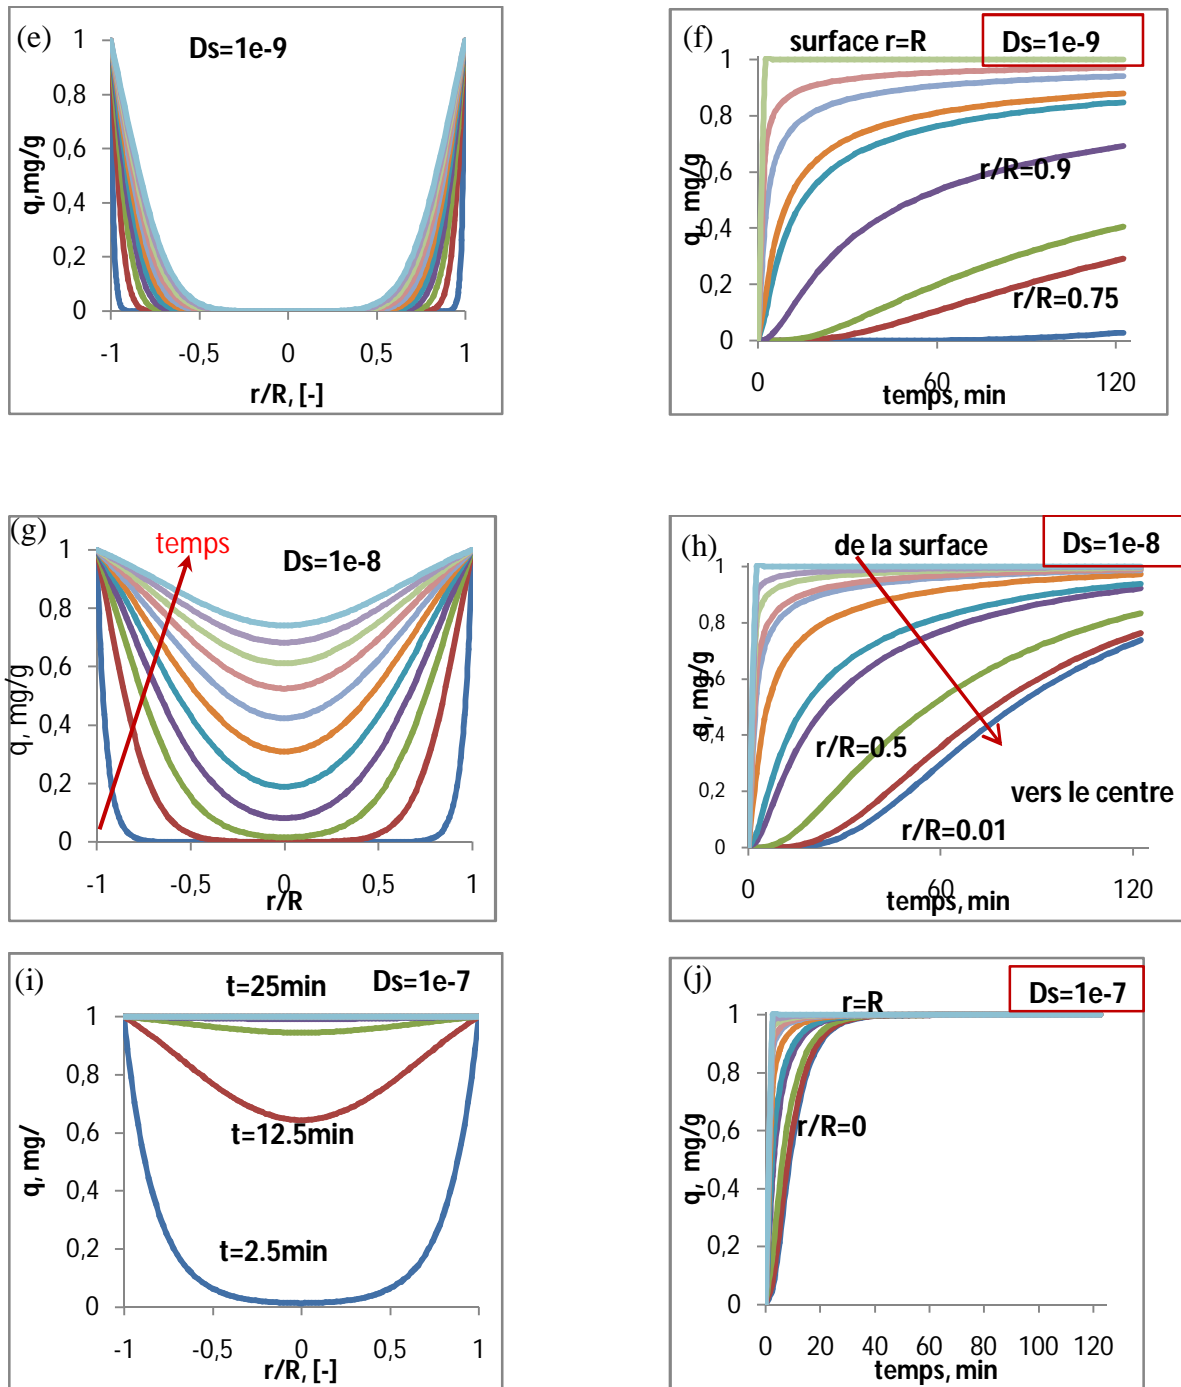 (e)
Ds=1e-9
1
0,8
0,6
0,4
0,2
0
q,mg/g
-1
-0,5
0
0,5
1
r/R, [-]
(f)
surface r=R
Ds=1e-9
1
0,8
0,6
0,4
0,2
0
q, mg/g
r/R=0.9
r/R=0.75
0
60
120
temps, min
(g)
temps
Ds=1e-8
1
0,8
0,6
0,4
0,2
0
q, mg/g
-1
-0,5
0
0,5
1
r/R
(h)
de la surface
Ds=1e-8
1
0,8
0,6
0,4
0,2
0
q, mg/g
r/R=0.5
vers le centre
r/R=0.01
0
60
120
temps, min
(i)
t=25min
Ds=1e-7
1
0,8
0,6
0,4
0,2
0
q, mg/
t=12.5min
t=2.5min
-1
-0,5
0
0,5
1
r/R, [-]
(j)
r=R
Ds=1e-7
1
0,8
0,6
0,4
0,2
0
q, mg/g
r/R=0
0
20
40
60
80
100
120
temps, min